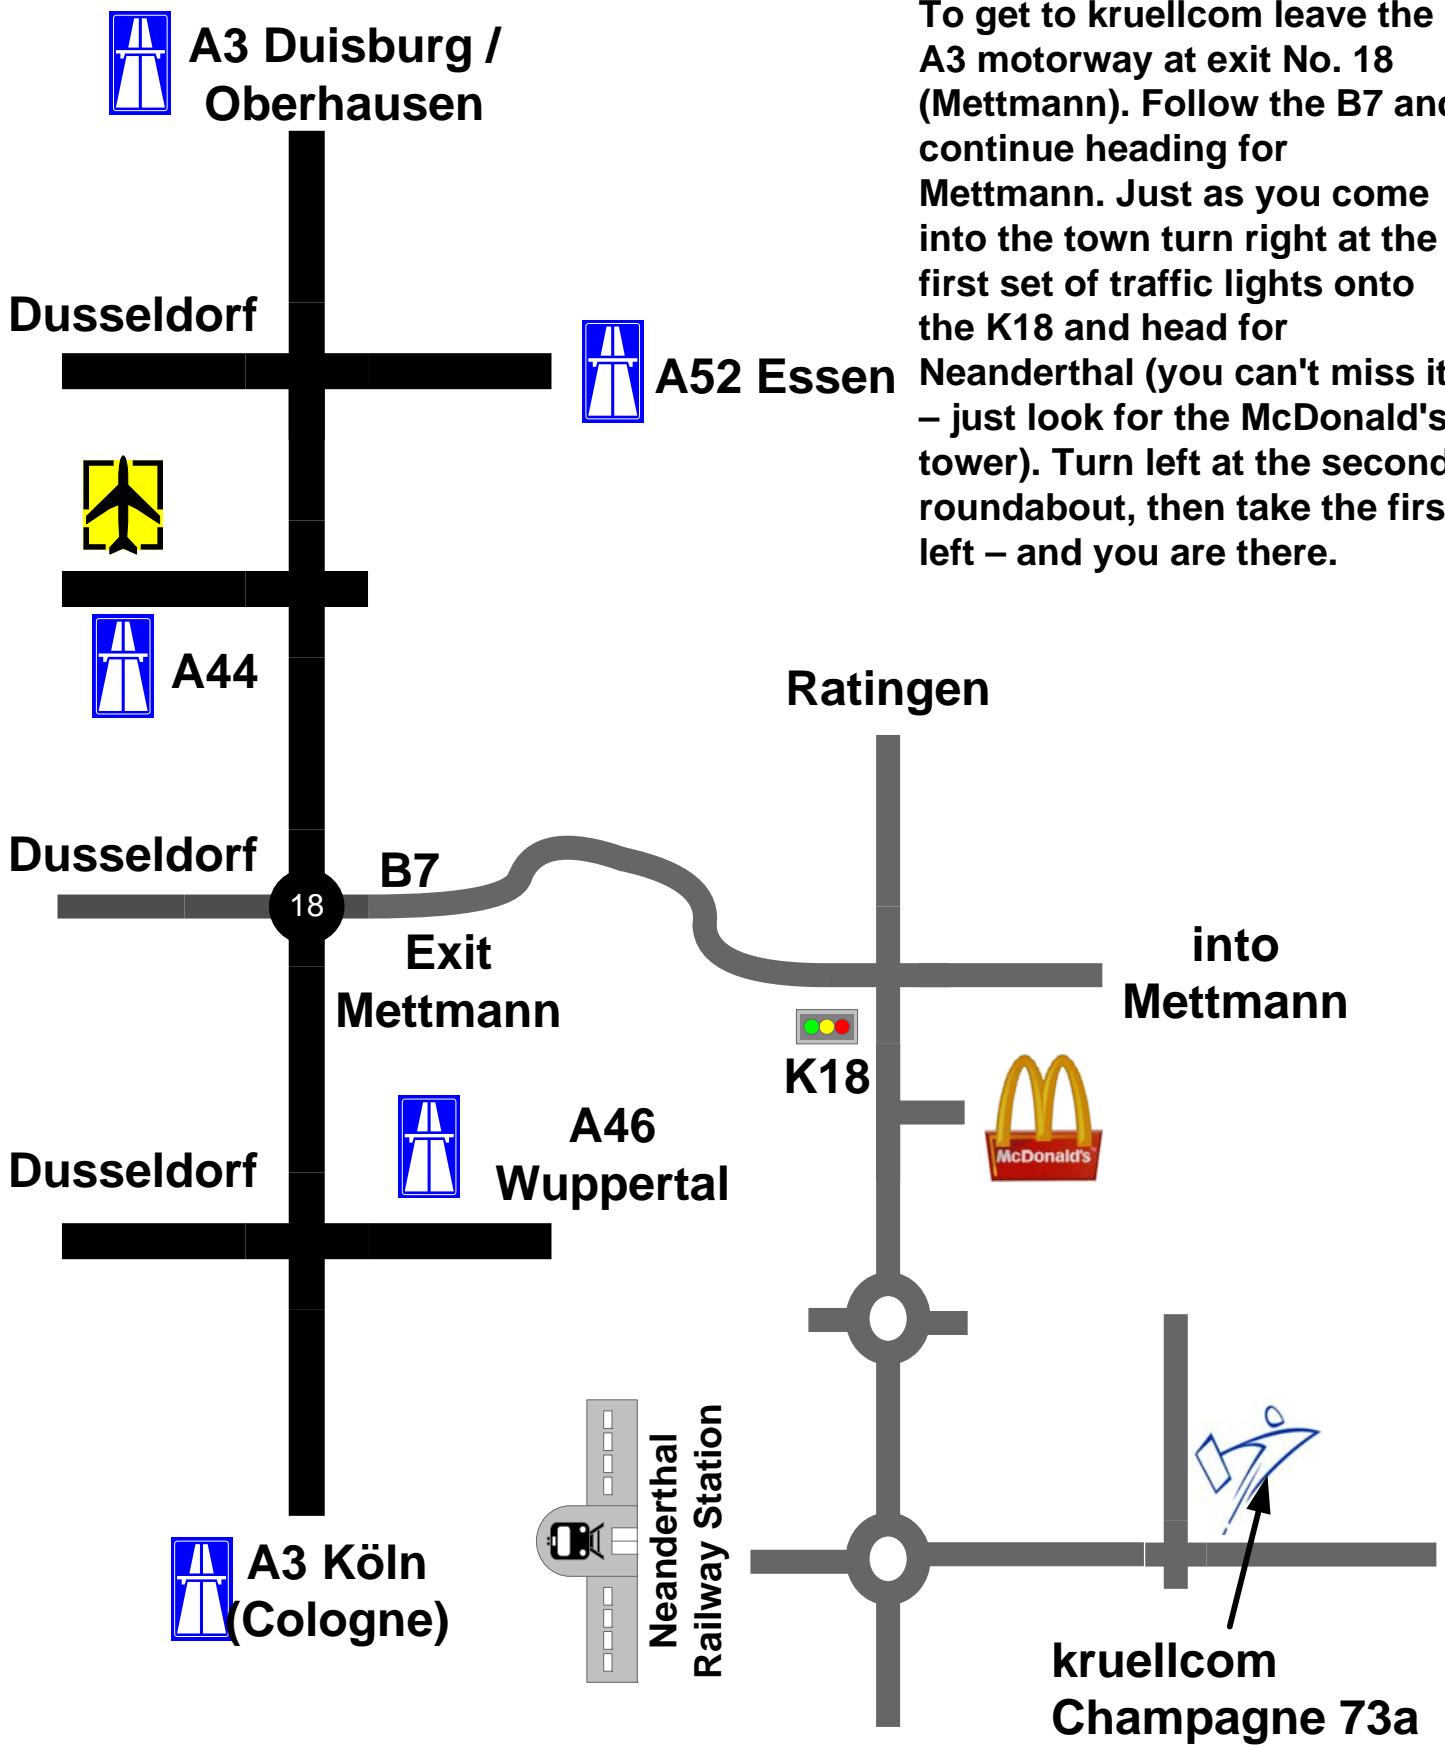 A3 Duisburg /
Oberhausen
To get to kruellcom leave the
A3 motorway at exit No. 18
(Mettmann). Follow the B7 and
continue heading for
Mettmann. Just as you come
into the town turn right at the
first set of traffic lights onto
the K18 and head for
Neanderthal (you can't miss it
– just look for the McDonald's
tower). Turn left at the second
roundabout, then take the first
left – and you are there.
Dusseldorf
A52 Essen
A44
Ratingen
Dusseldorf
B7
18
Exit
Mettmann
into
Mettmann
K18
McDonald's
A46
Wuppertal
Dusseldorf
Neanderthal
Railway Station
A3 Köln
(Cologne)
kruellcom
Champagne 73a